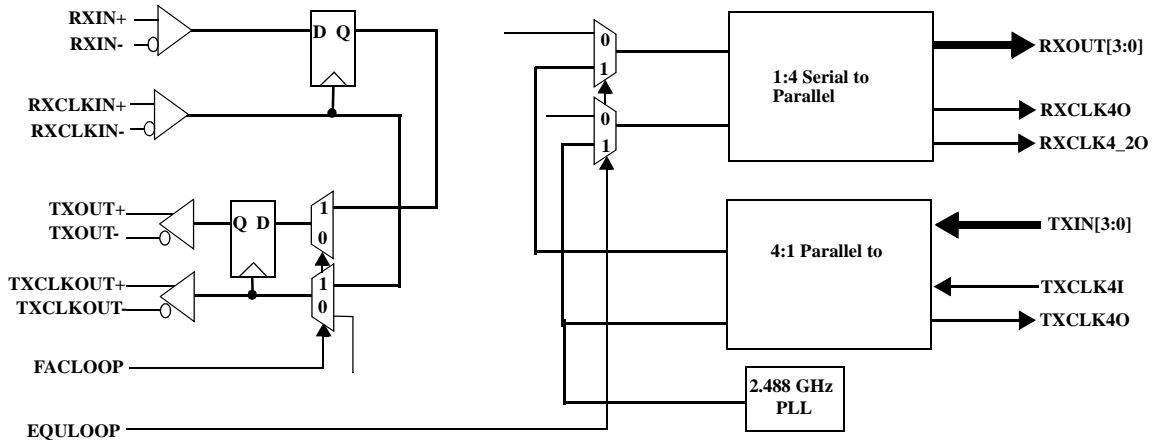 RXIN+
RXIN-
RXCLKIN+
RXCLKIN-
D Q
TXOUT+
TXOUT-
TXCLKOUT+
TXCLKOUT-
Q D
1
0
1
0
FACLOOP
EQULOOP
0
1
0
1
1:4 Serial to
Parallel
RXOUT[3:0]
RXCLK4O
RXCLK4_2O
4:1 Parallel to
TXIN[3:0]
TXCLK4I
TXCLK4O
2.488 GHz
PLL